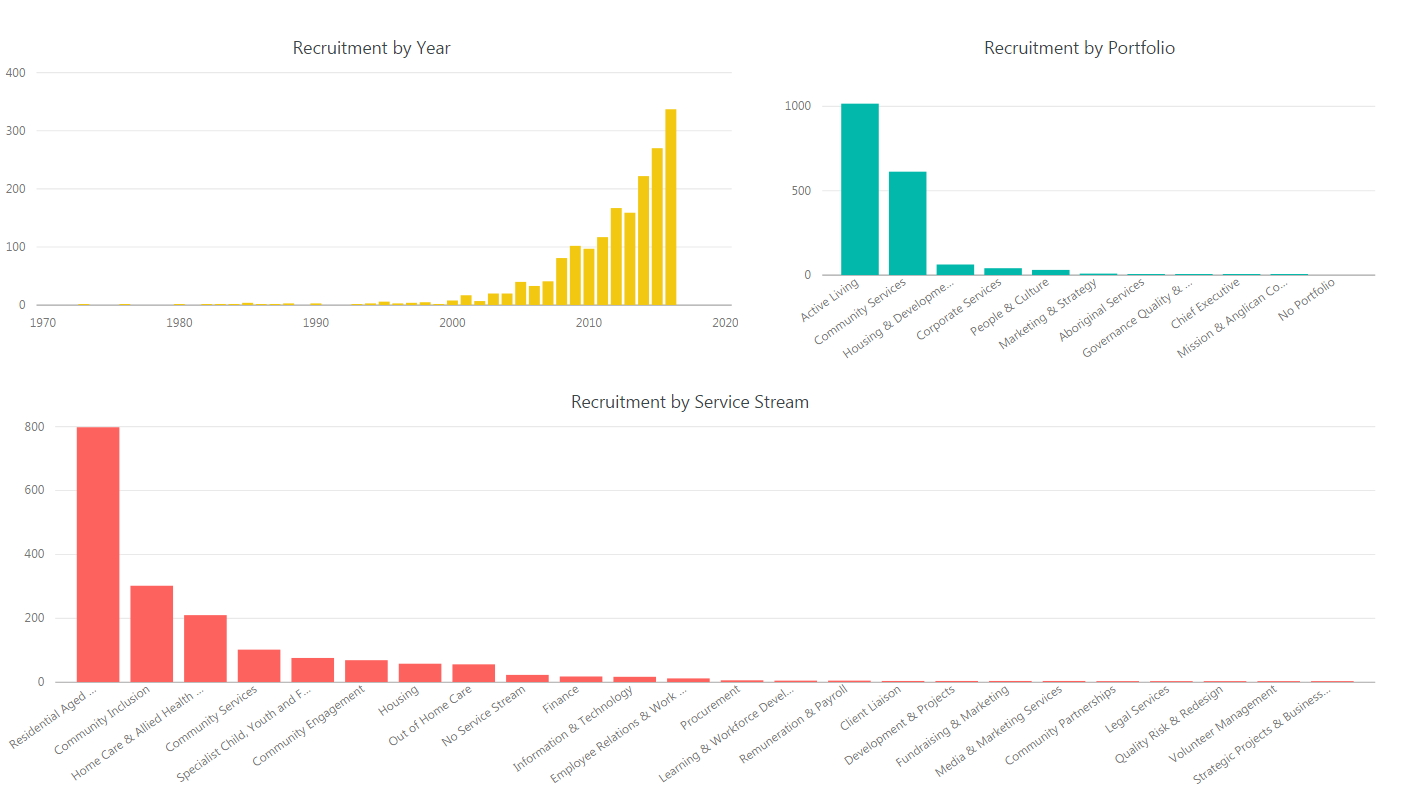 Recruitment by Year
400
300
200
100
0
1970
1980
1990
2000
2010
2020
Recruitment by Portfolio
1000
500
0
Active Living
Community Services
Housing & Developme...
Corporate Services
People & Culture
Marketing & Strategy
Aboriginal Services
Governance Quality & ...
Chief Executive
Mission & Anglican Co...
No Portfolio
Recruitment by Service Stream
800
600
400
200
0
Residential Aged ...
Community Inclusion
Home Care & Allied Health ...
Community Services
Specialist Child, Youth and F...
Community Engagement
Housing
Out of Home Care
No Service Stream
Finance
Information & Technology
Employee Relations & Work ...
Procurement
Learning & Workforce Devel...
Remuneration & Payroll
Client Liaison
Development & Projects
Fundraising & Marketing
Media & Marketing Services
Community Partnerships
Legal Services
Quality Risk & Redesign
Volunteer Management
Strategic Projects & Business...